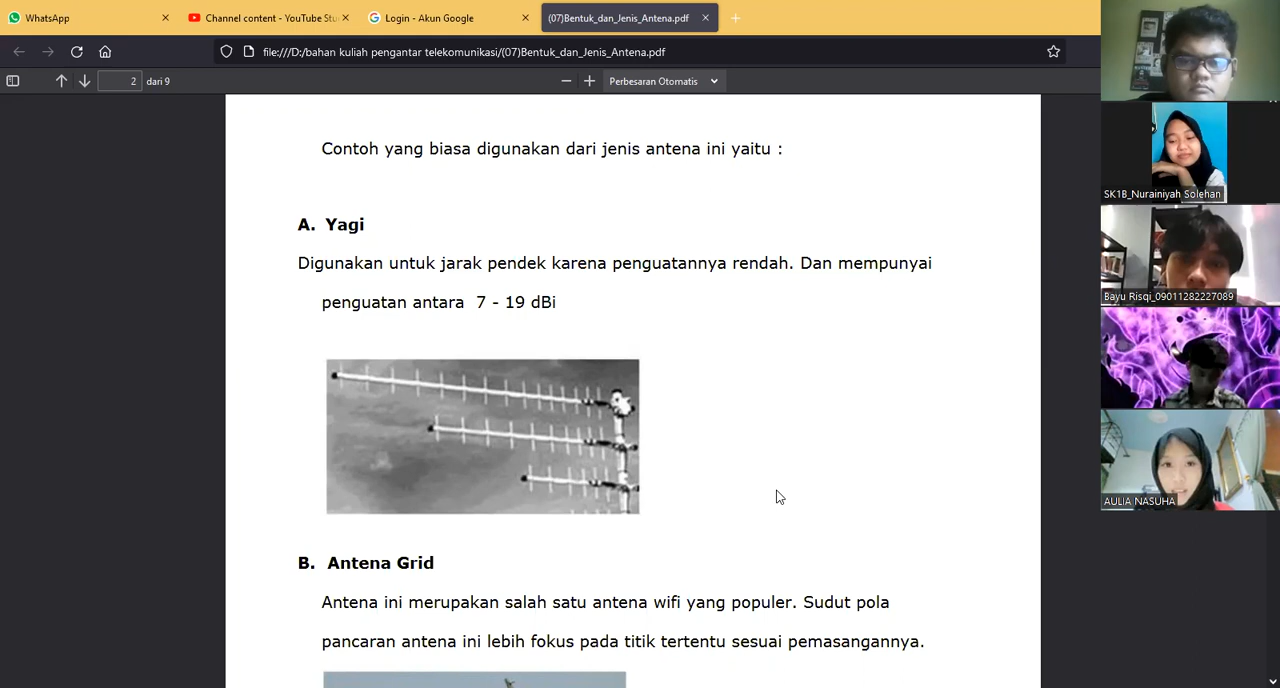 WhatsApp
Channel content - YouTube Stu
Login - Akun Google
(07)Bentuk_dan_Jenis_Antena.pdf
file:///D:/bahan kuliah pengantar telekomunikasi/(07)Bentuk_dan_Jenis_Antena.pdf
2 dari 9
Perbesaran Otomatis
Contoh yang biasa digunakan dari jenis antena ini yaitu :
A. Yagi
Digunakan untuk jarak pendek karena penguatannya rendah. Dan mempunyai
penguatan antara 7 - 19 dBi
B. Antena Grid
Antena ini merupakan salah satu antena wifi yang populer. Sudut pola
pancaran antena ini lebih fokus pada titik tertentu sesuai pemasangannya.
SK1B_Nurainiyah Solehan
Bayu Risqi_09011282227089
AULIA NASUHA